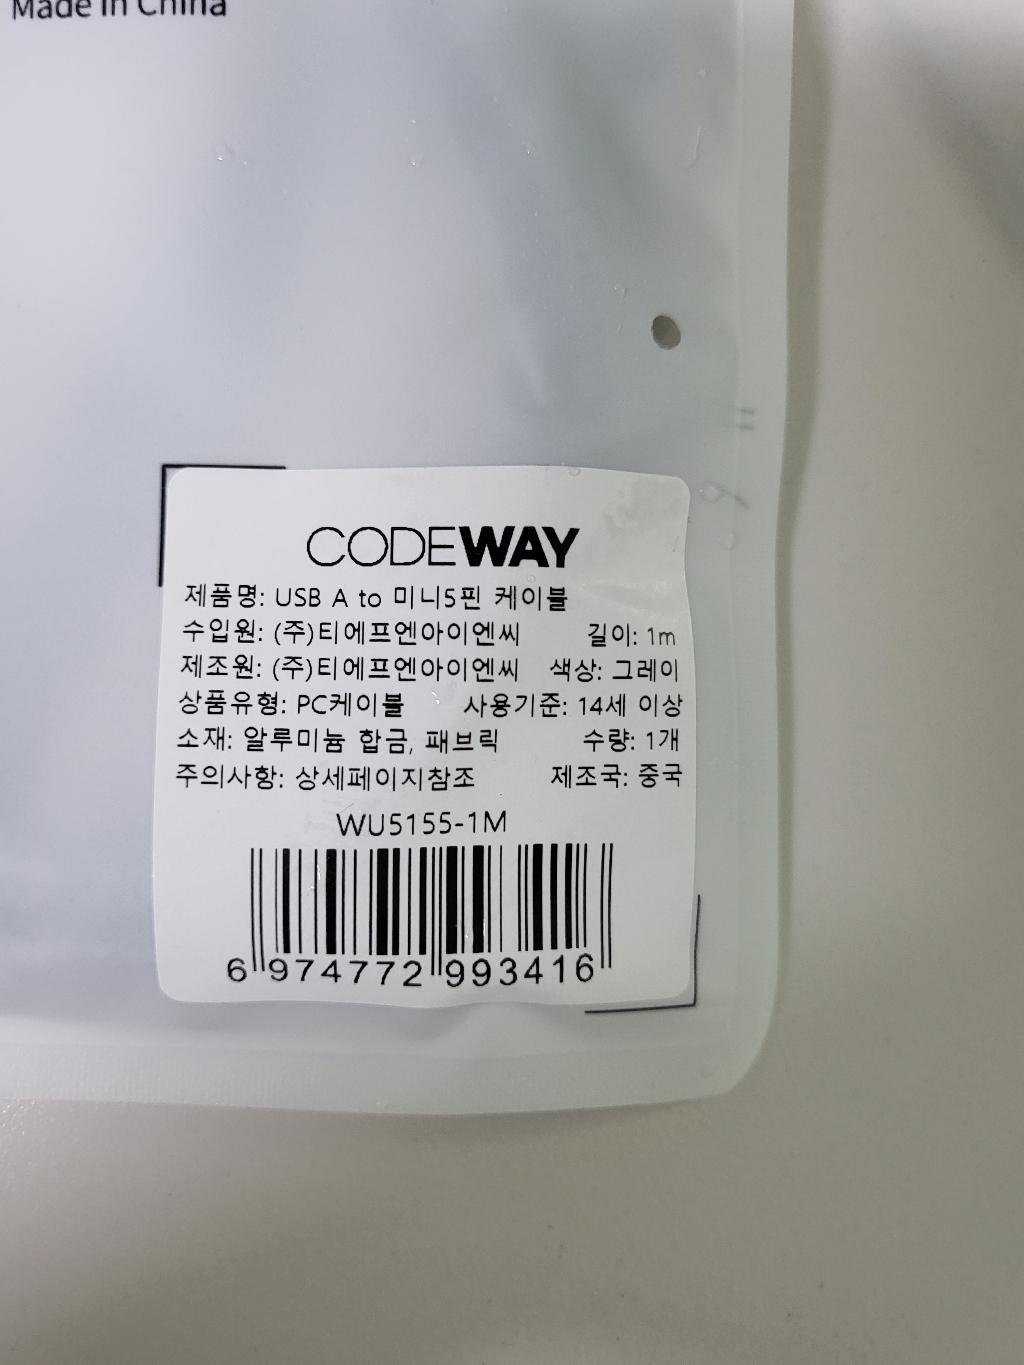 Made in China
CODEWAY
제품명: USB A to 미니5핀 케이블
수입원: (주)티에프엔아이엔씨 길이: 1m
제조원: (주)티에프엔아이엔씨 색상: 그레이
상품유형: PC케이블 사용기준: 14세 이상
소재: 알루미늄 합금, 패브릭 수량: 1개
주의사항: 상세페이지참조 제조국: 중국
WU5155-1M
6 974772 993416